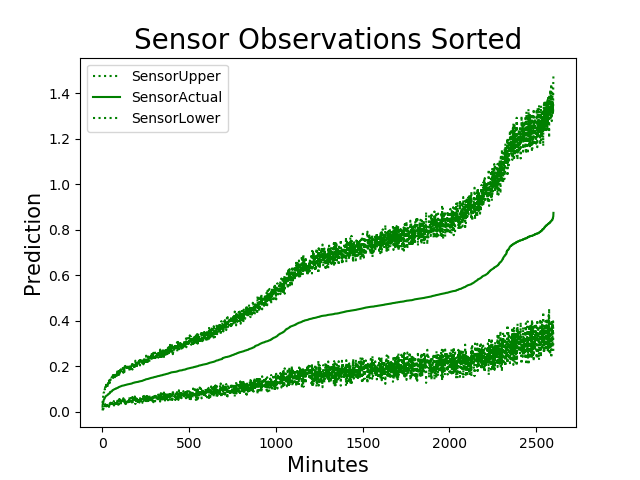 Sensor Observations Sorted
SensorUpper
SensorActual
SensorLower
Prediction
1.4
1.2
1.0
0.8
0.6
0.4
0.2
0.0
0 500 1000 1500 2000 2500
Minutes